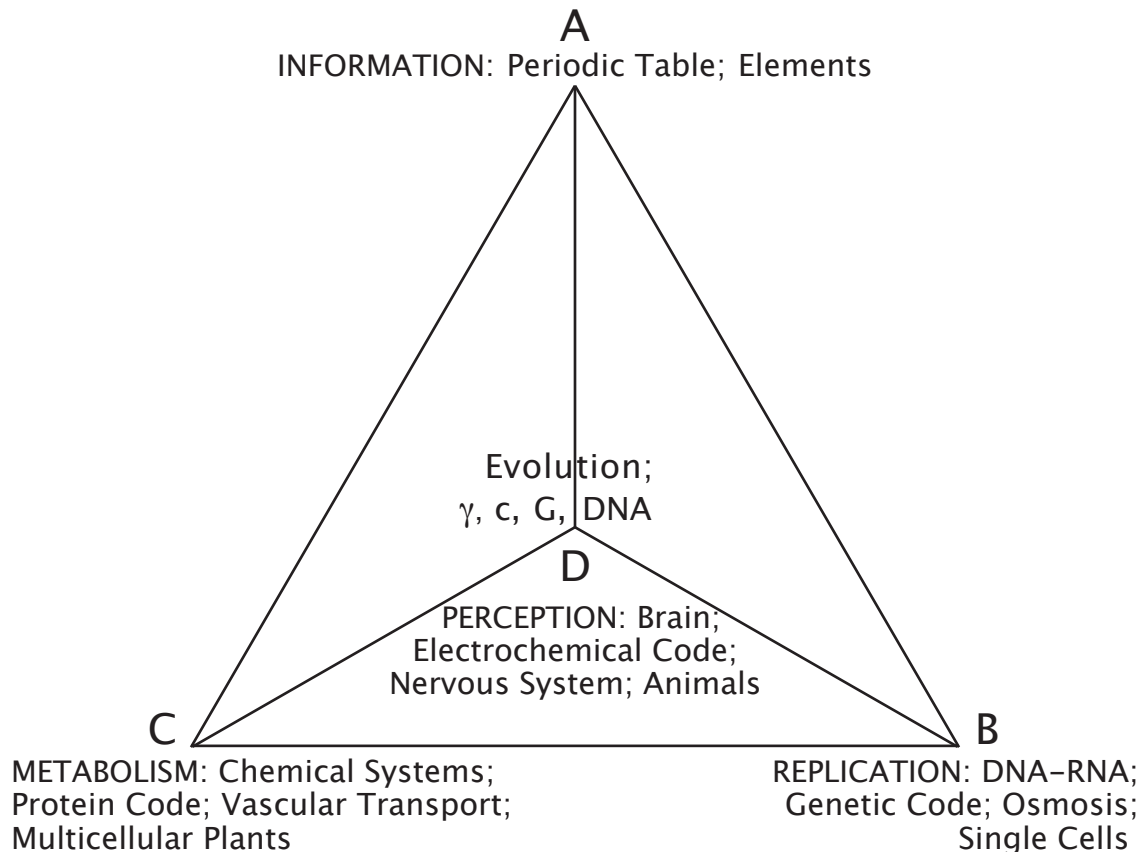 A
INFORMATION: Periodic Table; Elements
Evolution;
γ, c, G, DNA
D
PERCEPTION: Brain;
Electrochemical Code;
Nervous System; Animals
C
METABOLISM: Chemical Systems;
Protein Code; Vascular Transport;
Multicellular Plants
B
REPLICATION: DNA–RNA;
Genetic Code; Osmosis;
Single Cells